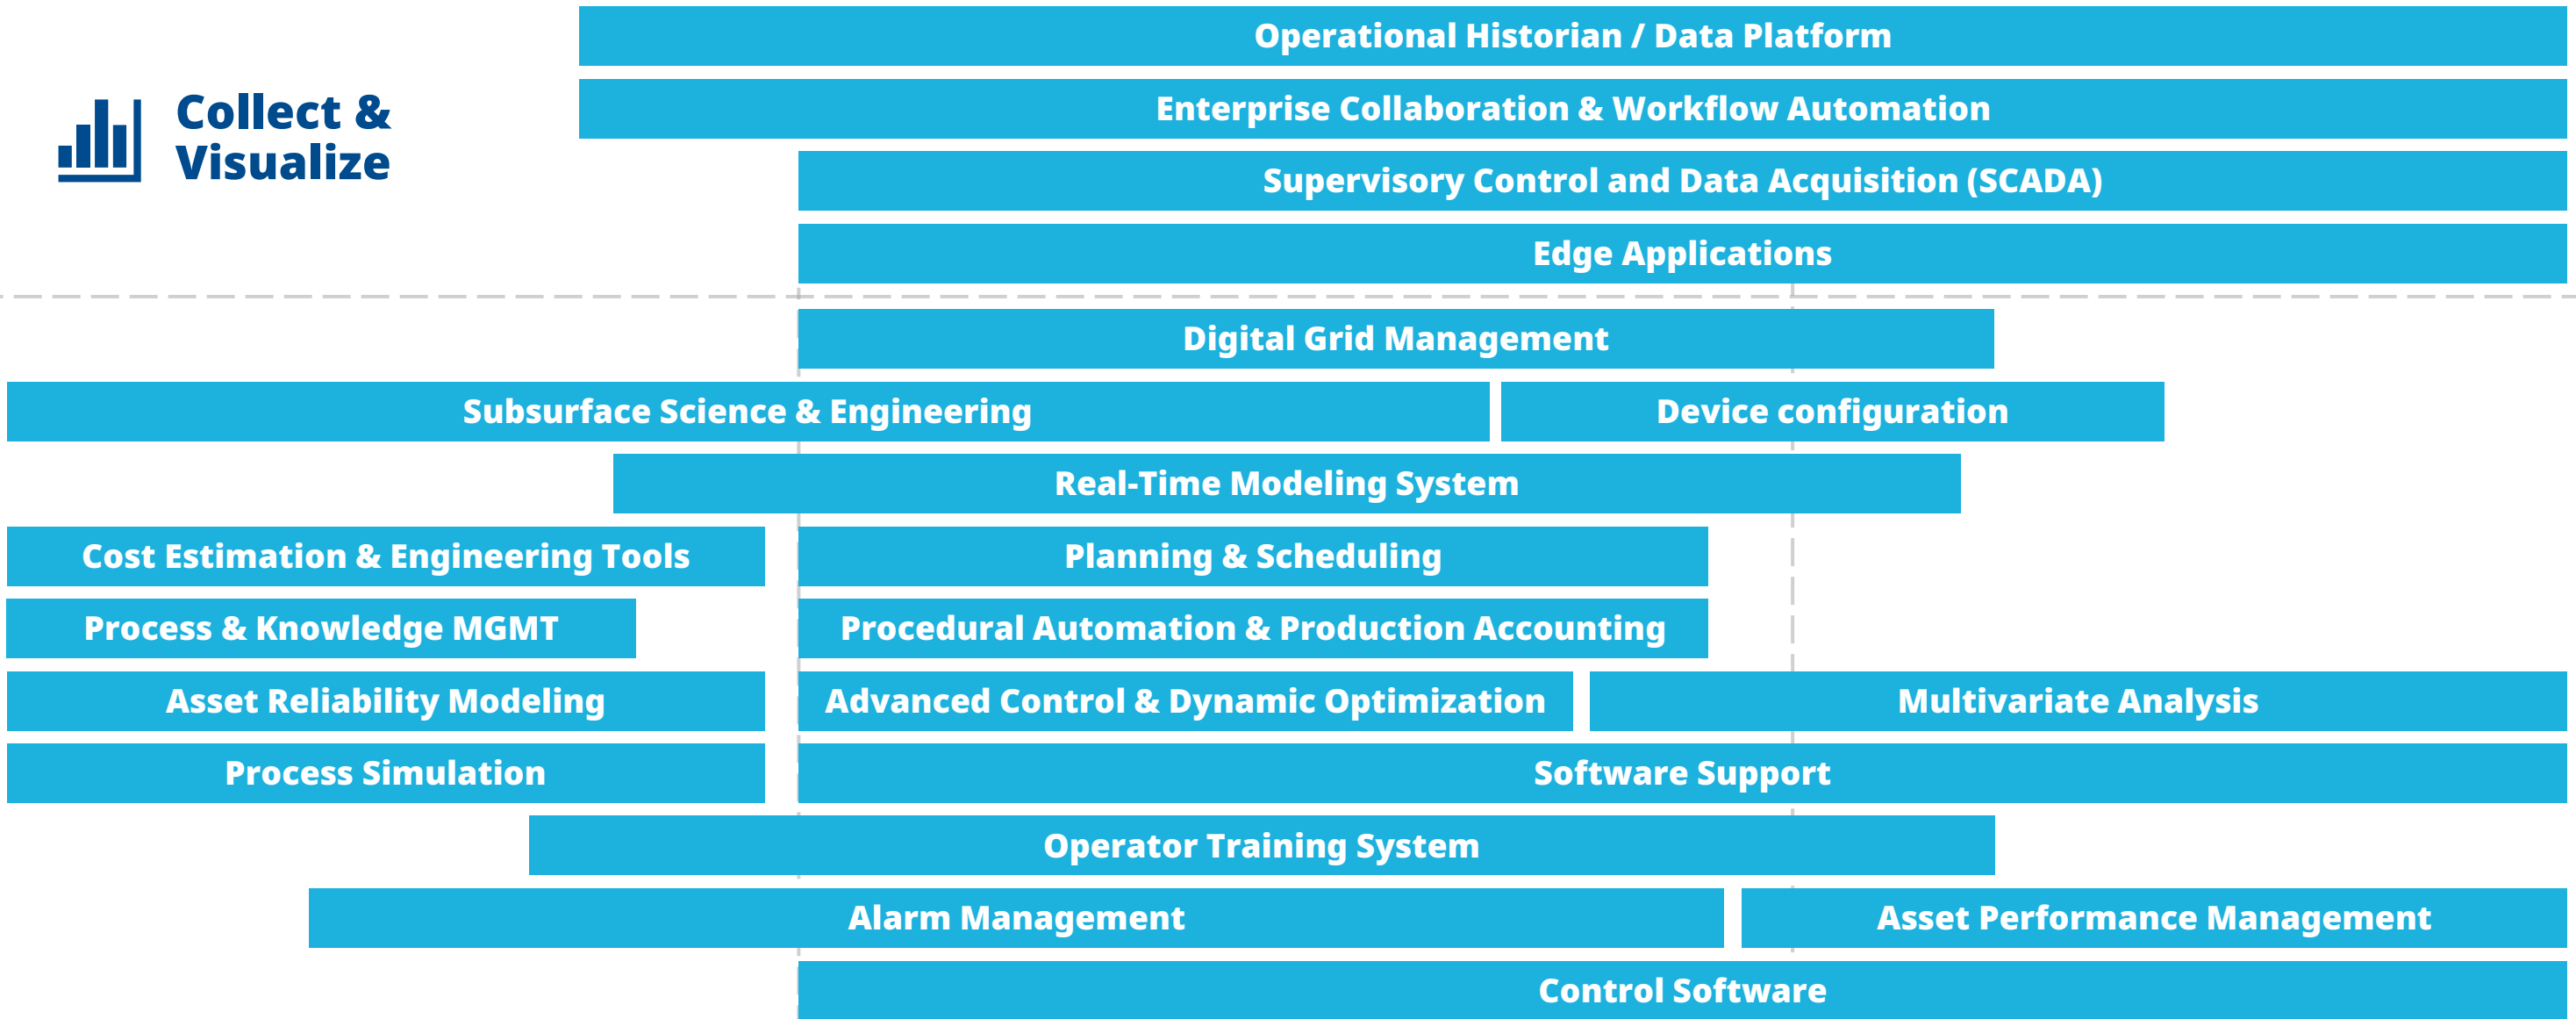 Operational Historian / Data Platform
Enterprise Collaboration & Workflow Automation
Collect &
Visualize
Supervisory Control and Data Acquisition (SCADA)
Edge Applications
Digital Grid Management
Subsurface Science & Engineering
Device configuration
Real-Time Modeling System
Cost Estimation & Engineering Tools
Planning & Scheduling
Process & Knowledge MGMT
Procedural Automation & Production Accounting
Asset Reliability Modeling
Advanced Control & Dynamic Optimization
Multivariate Analysis
Process Simulation
Software Support
Operator Training System
Alarm Management
Asset Performance Management
Control Software